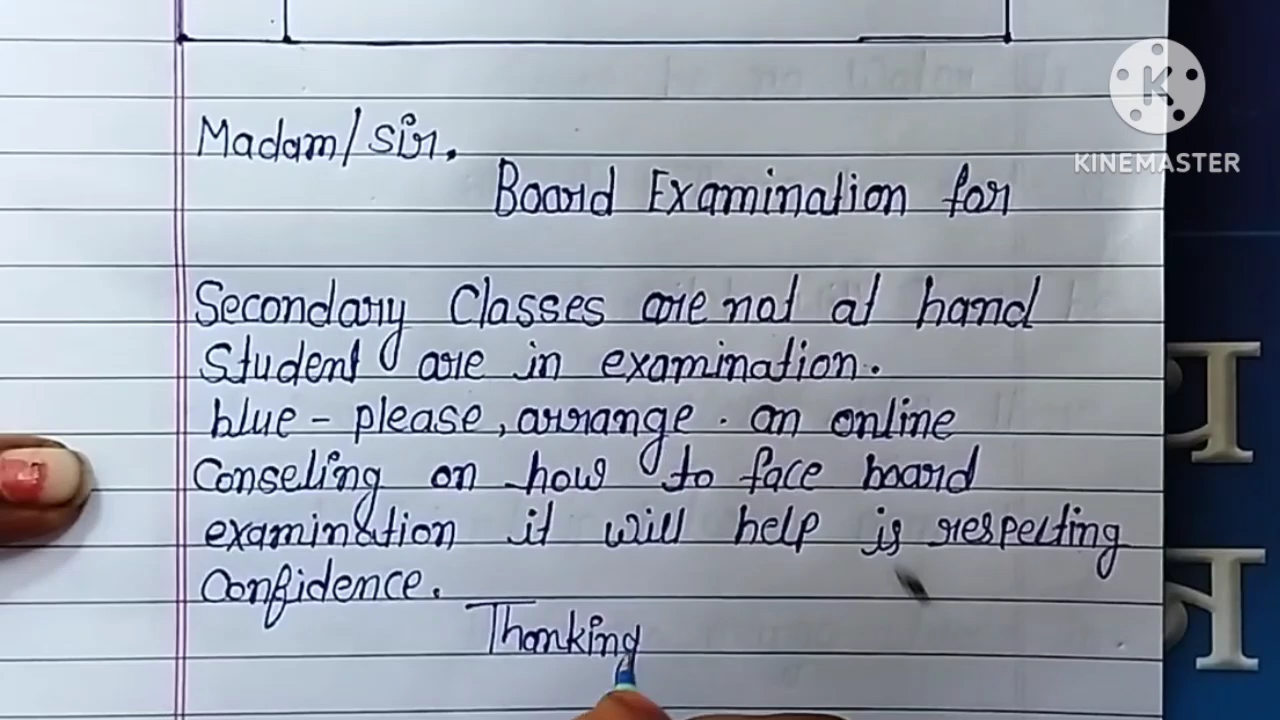 Madam/Sir.
Board Examination for
Secondary Classes are not at hand
Student are in examination.
blue - please, arrange. an online
Conseling on how to face board
examination it will help is respecting
Confidence.
Thanking
KINEMASTER